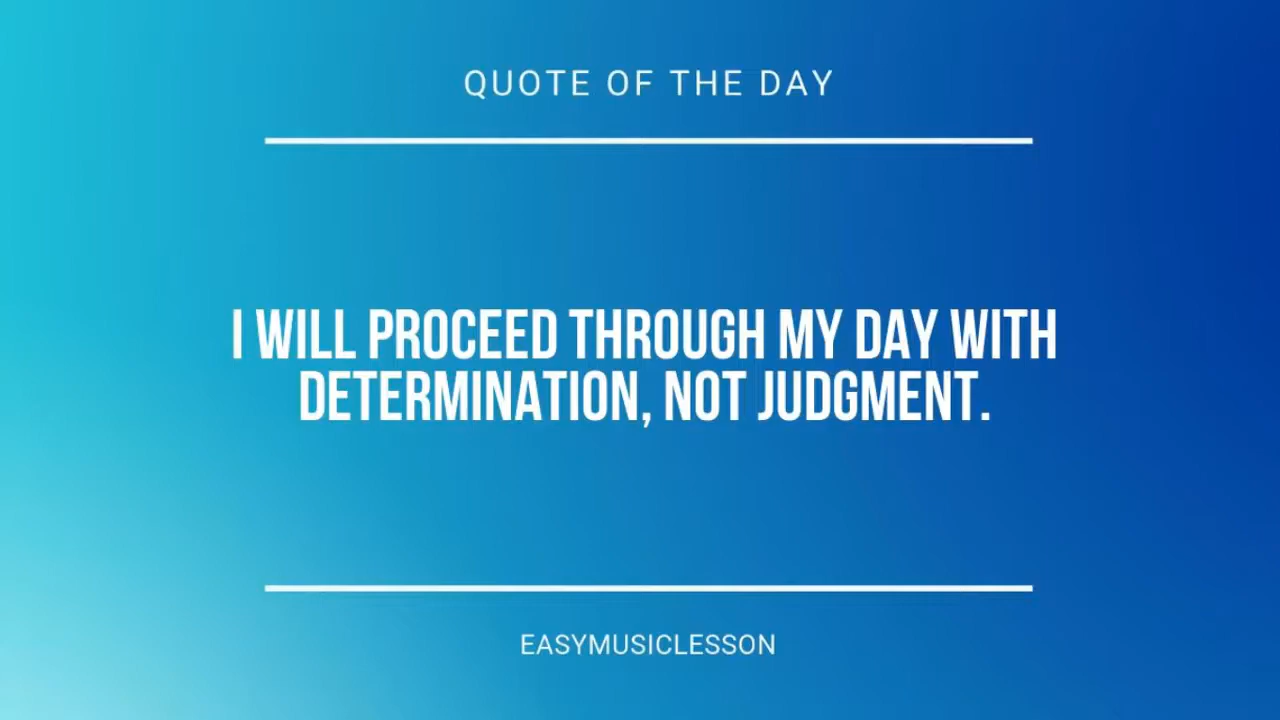 QUOTE OF THE DAY
I WILL PROCEED THROUGH MY DAY WITH
DETERMINATION, NOT JUDGMENT.
EASYMUSICLESSON